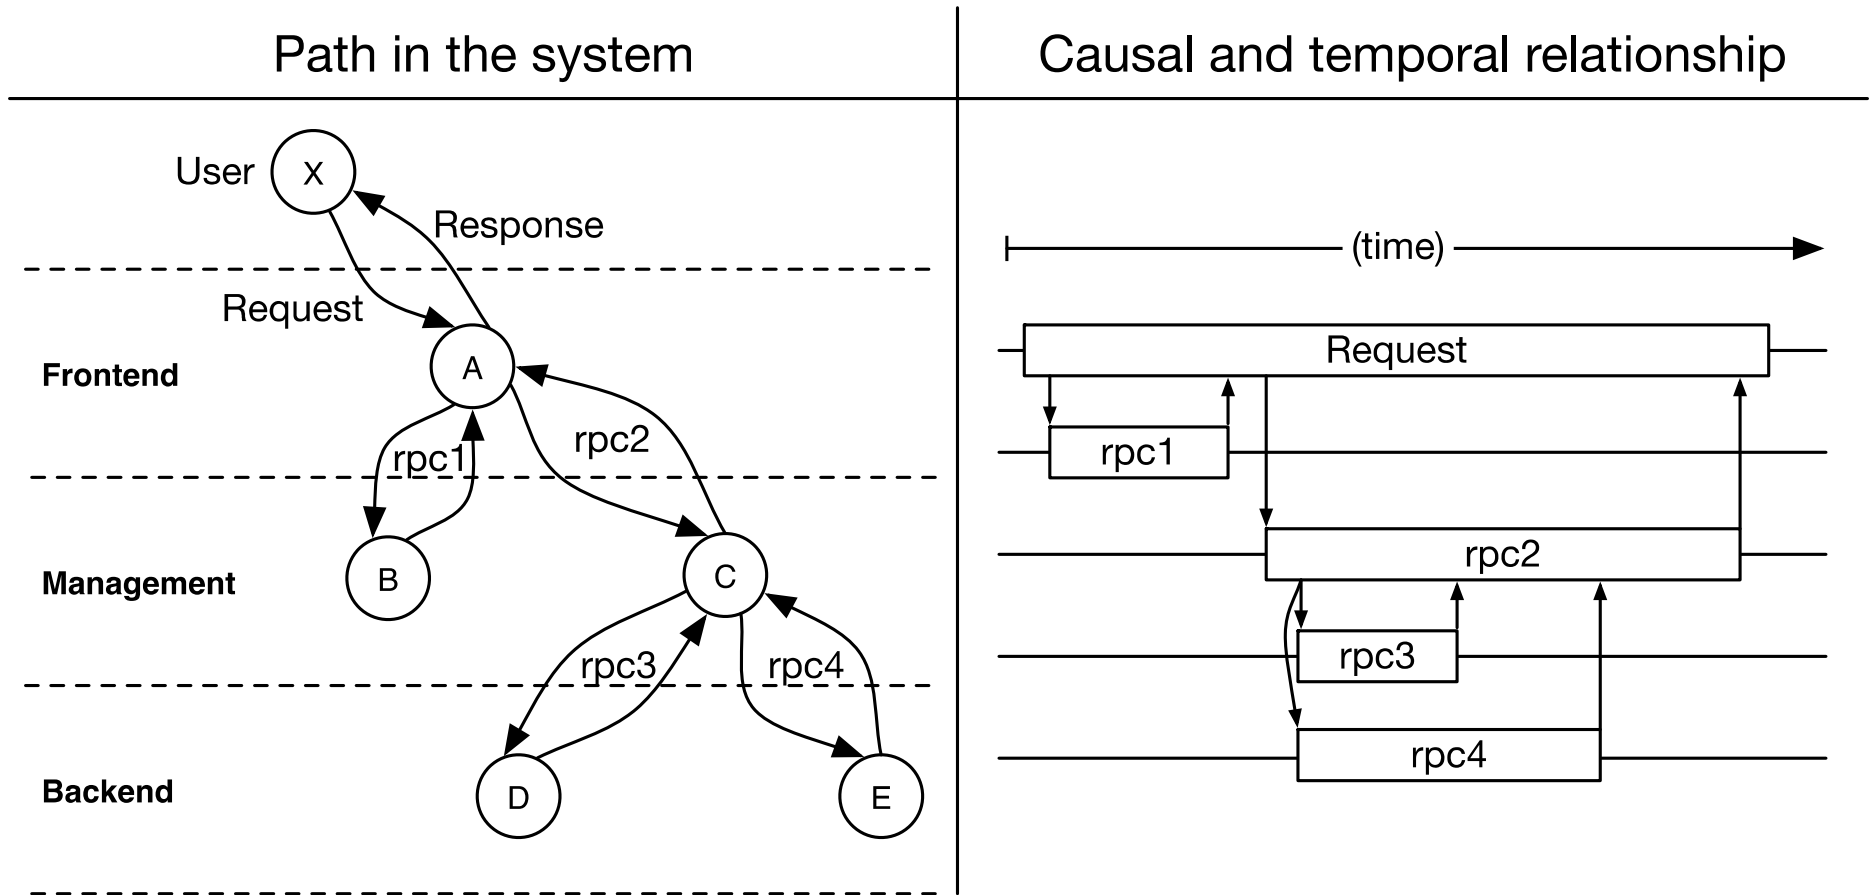 Path in the system
Causal and temporal relationship
User
X
Response
Request
Frontend
A
rpc1
rpc2
Management
B
C
rpc3
rpc4
Backend
D
E
(time)
Request
rpc1
rpc2
rpc3
rpc4